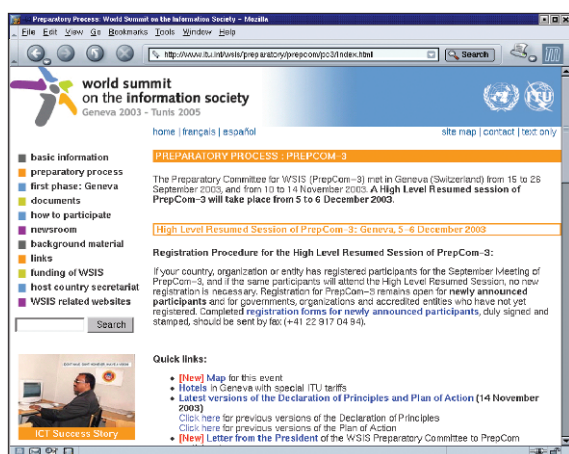 Preparatory Process: World Summit on the Information Society - Mozilla
File Edit View Go Bookmarks Tools Window Help
http://www.itu.int/wsis/preparatory/prepcom/pc3/index.html
Search
world summit
on the information society
Geneva 2003 - Tunis 2005
ITU
home | français | español
site map | contact | text only
basic information
preparatory process
first phase: Geneva
documents
how to participate
newsroom
background material
links
funding of WSIS
host country secretariat
WSIS related websites
Search
ICT Success Story
PREPARATORY PROCESS : PREPCOM-3
The Preparatory Committee for WSIS (PrepCom-3) met in Geneva (Switzerland) from 15 to 26
September 2003, and from 10 to 14 November 2003. A High Level Resumed session of
PrepCom-3 will take place from 5 to 6 December 2003.
High Level Resumed Session of PrepCom-3: Geneva, 5-6 December 2003
Registration Procedure for the High Level Resumed Session of PrepCom-3:
If your country, organization or entity has registered participants for the September Meeting of
PrepCom-3, and if the same participants will attend the High Level Resumed Session, no new
registration is necessary. Registration for PrepCom-3 remains open for newly announced
participants and for governments, organizations and accredited entities who have not yet
registered. Completed registration forms for newly announced participants, duly signed and
stamped, should be sent by fax (+41 22 917 04 94).
Quick links:
[New] Map for this event
Hotels in Geneva with special ITU tariffs
Latest versions of the Declaration of Principles and Plan of Action (14 November
2003)
Click here for previous versions of the Declaration of Principles
Click here for previous versions of the Plan of Action
[New] Letter from the President of the WSIS Preparatory Committee to PrepCom